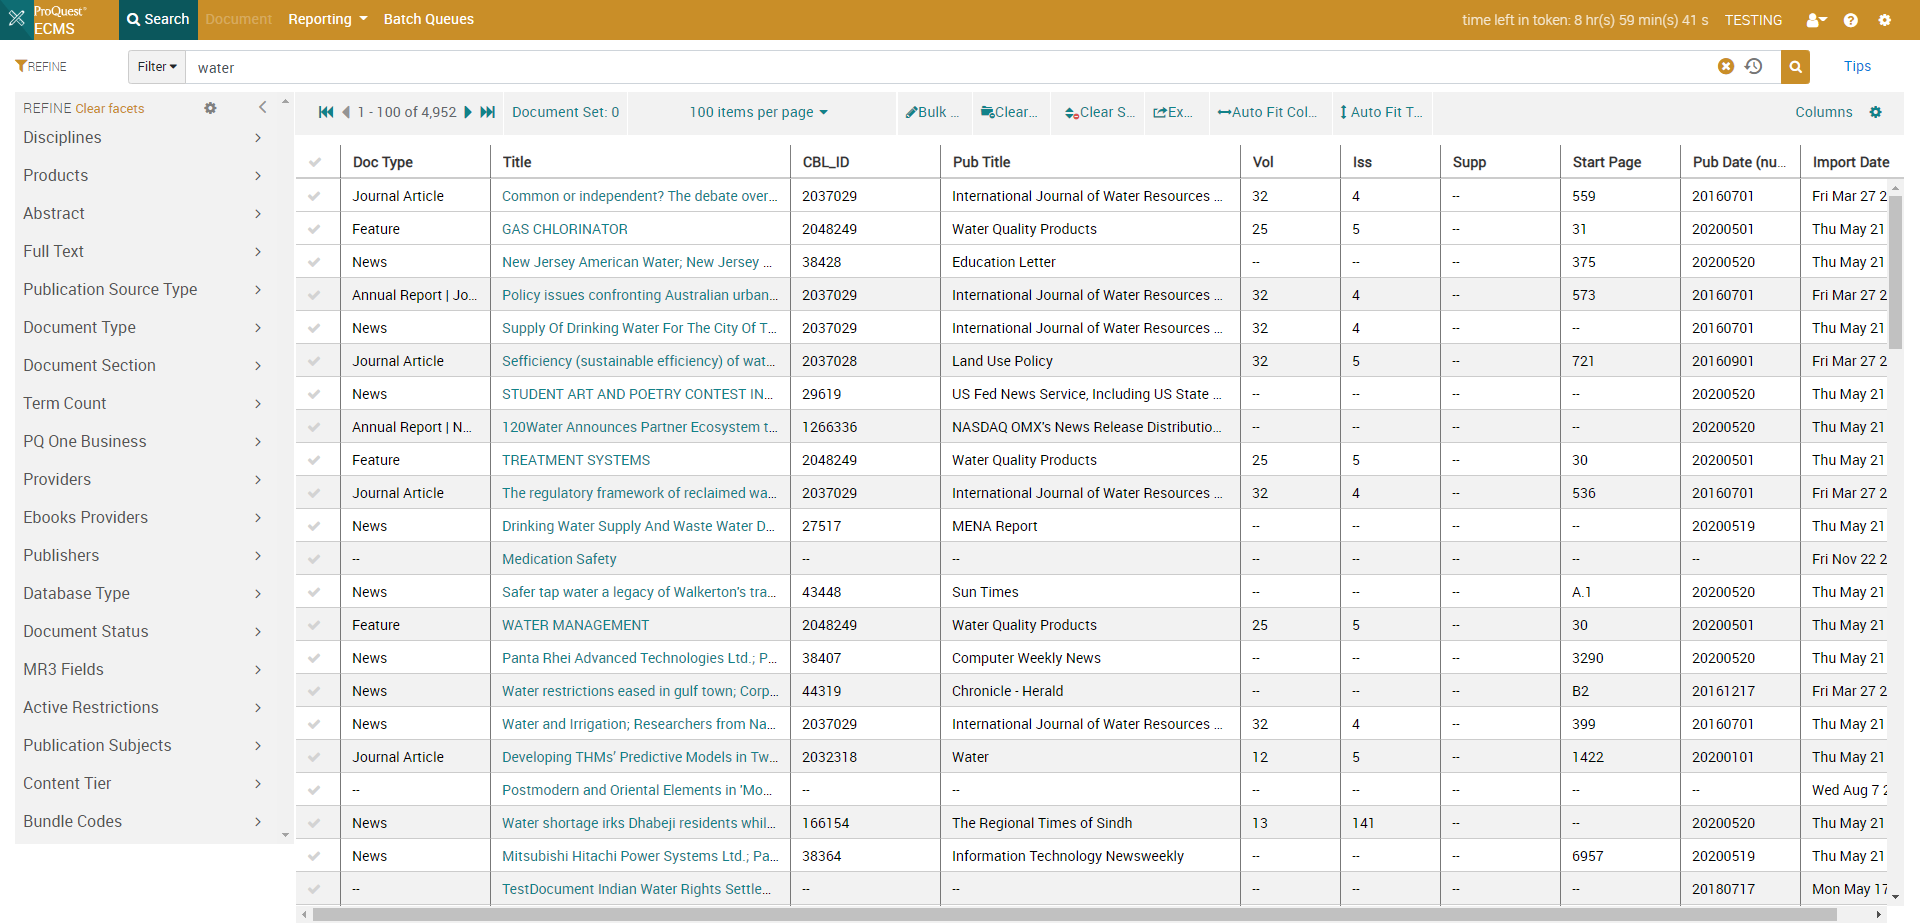 ProQuest® ECMS Search Document Reporting Batch Queues time left in token: 8 hr(s) 59 min(s) 41 s TESTING
REFINE Filter water Tips
REFINE Clear facets
Disciplines
Products
Abstract
Full Text
Publication Source Type
Document Type
Document Section
Term Count
PQ One Business
Providers
Ebooks Providers
Publishers
Database Type
Document Status
MR3 Fields
Active Restrictions
Publication Subjects
Content Tier
Bundle Codes
1 - 100 of 4,952 Document Set: 0 100 items per page Bulk ... Clear... Clear S... Ex... Auto Fit Col... Auto Fit T... Columns
Doc Type Title CBL_ID Pub Title Vol Iss Supp Start Page Pub Date (nu... Import Date
Journal Article Common or independent? The debate over... 2037029 International Journal of Water Resources ... 32 4 -- 559 20160701 Fri Mar 27 2
Feature GAS CHLORINATOR 2048249 Water Quality Products 25 5 -- 31 20200501 Thu May 21
News New Jersey American Water; New Jersey ... 38428 Education Letter -- -- -- 375 20200520 Thu May 21
Annual Report | Jo... Policy issues confronting Australian urban... 2037029 International Journal of Water Resources ... 32 4 -- 573 20160701 Fri Mar 27 2
News Supply Of Drinking Water For The City Of T... 2037029 International Journal of Water Resources ... 32 4 -- -- 20160701 Thu May 21
Journal Article Sefficiency (sustainable efficiency) of wat... 2037028 Land Use Policy 32 5 -- 721 20160901 Fri Mar 27 2
News STUDENT ART AND POETRY CONTEST IN... 29619 US Fed News Service, Including US State ... -- -- -- -- 20200520 Thu May 21
Annual Report | N... 120Water Announces Partner Ecosystem t... 1266336 NASDAQ OMX's News Release Distributio... -- -- -- -- 20200520 Thu May 21
Feature TREATMENT SYSTEMS 2048249 Water Quality Products 25 5 -- 30 20200501 Thu May 21
Journal Article The regulatory framework of reclaimed wa... 2037029 International Journal of Water Resources ... 32 4 -- 536 20160701 Fri Mar 27 2
News Drinking Water Supply And Waste Water D... 27517 MENA Report -- -- -- -- 20200519 Thu May 21
-- Medication Safety -- -- -- -- -- -- -- Fri Nov 22 2
News Safer tap water a legacy of Walkerton's tra... 43448 Sun Times -- -- -- A.1 20200520 Thu May 21
Feature WATER MANAGEMENT 2048249 Water Quality Products 25 5 -- 30 20200501 Thu May 21
News Panta Rhei Advanced Technologies Ltd.; P... 38407 Computer Weekly News -- -- -- 3290 20200520 Thu May 21
News Water restrictions eased in gulf town; Corp... 44319 Chronicle - Herald -- -- -- B2 20161217 Fri Mar 27 2
News Water and Irrigation; Researchers from Na... 2037029 International Journal of Water Resources ... 32 4 -- 399 20160701 Thu May 21
Journal Article Developing THMs' Predictive Models in Tw... 2032318 Water 12 5 -- 1422 20200101 Thu May 21
-- Postmodern and Oriental Elements in 'Mo... -- -- -- -- -- -- -- Wed Aug 7 2
News Water shortage irks Dhabeji residents whil... 166154 The Regional Times of Sindh 13 141 -- -- 20200520 Thu May 21
News Mitsubishi Hitachi Power Systems Ltd.; Pa... 38364 Information Technology Newsweekly -- -- -- 6957 20200519 Thu May 21
-- TestDocument Indian Water Rights Settle... -- -- -- -- -- -- 20180717 Mon May 17